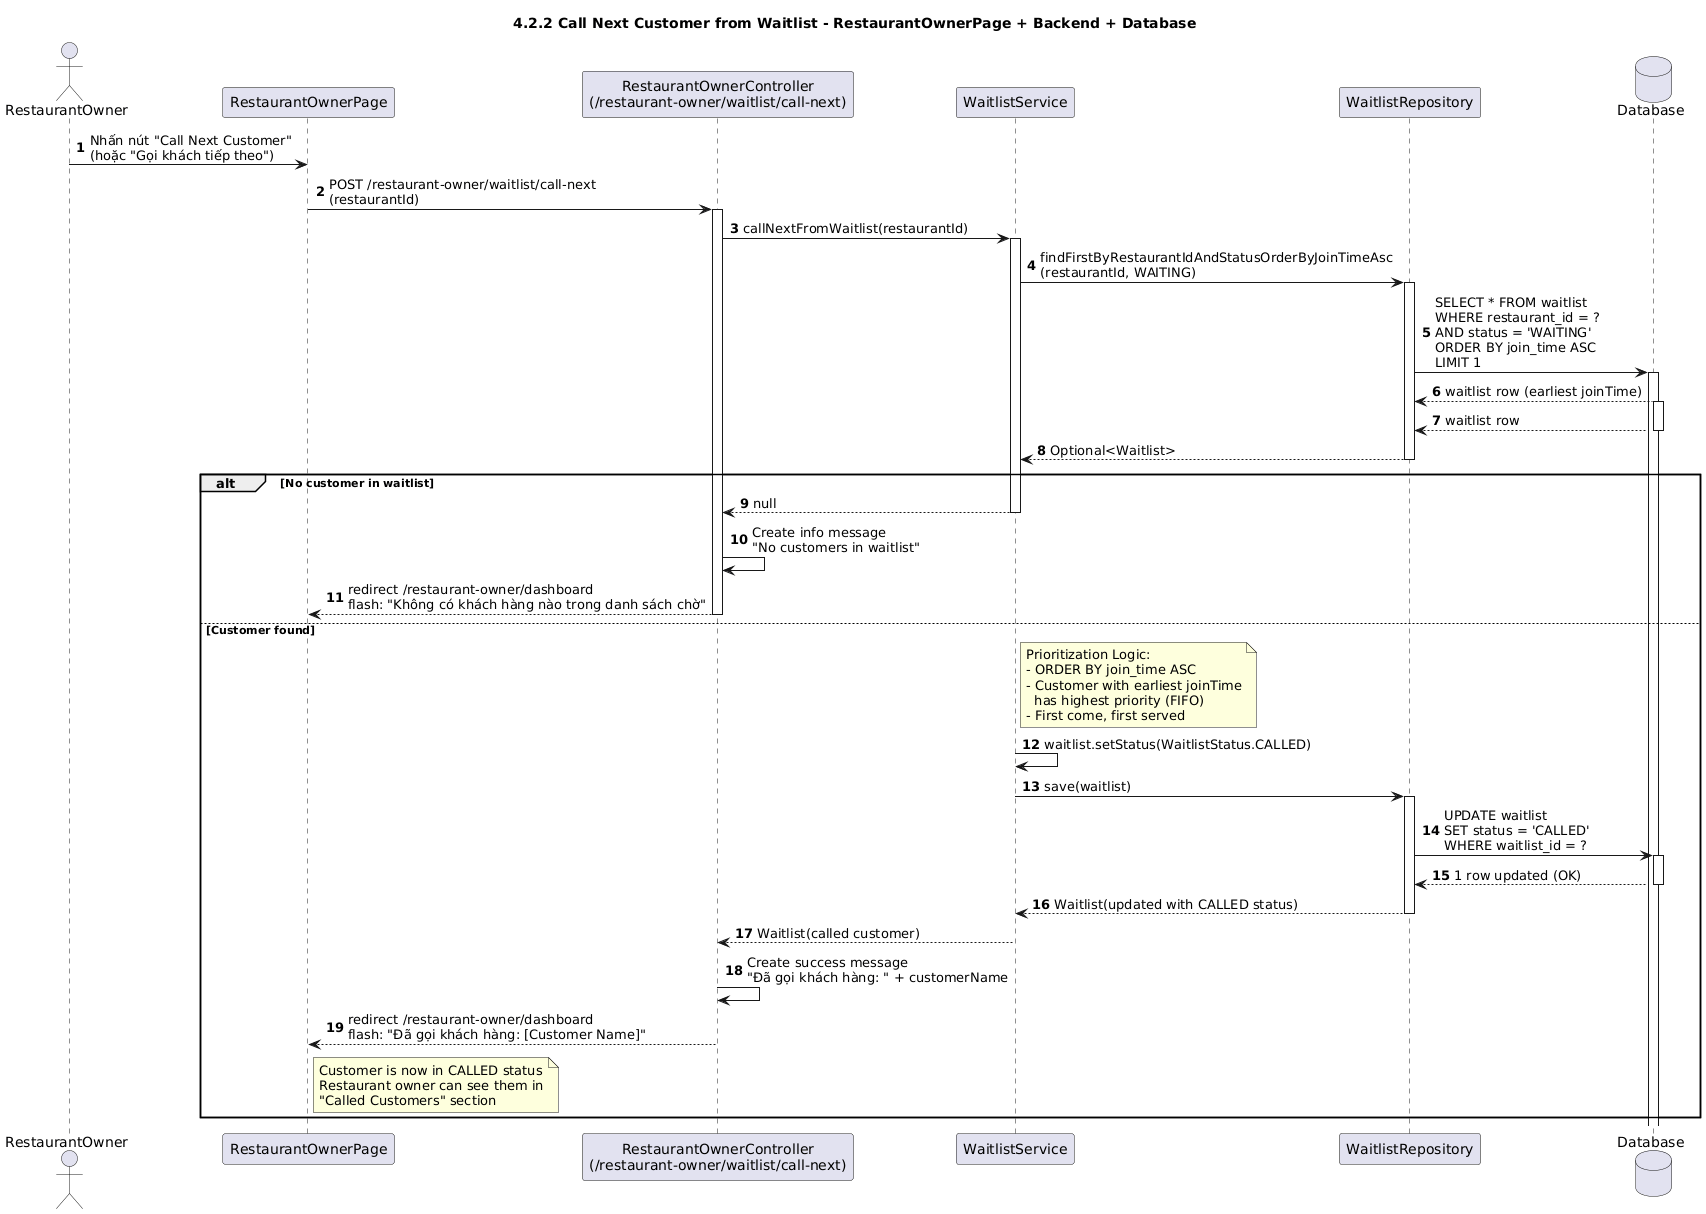 4.2.2 Call Next Customer from Waitlist - RestaurantOwnerPage + Backend + Database
RestaurantOwner
RestaurantOwnerPage
RestaurantOwnerController
(/restaurant-owner/waitlist/call-next)
WaitlistService
WaitlistRepository
Database
1 Nhấn nút "Call Next Customer"
(hoặc "Gọi khách tiếp theo")
2 POST /restaurant-owner/waitlist/call-next
(restaurantId)
3 callNextFromWaitlist(restaurantId)
4 findFirstByRestaurantIdAndStatusOrderByJoinTimeAsc
(restaurantId, WAITING)
5 SELECT * FROM waitlist
WHERE restaurant_id = ?
AND status = 'WAITING'
ORDER BY join_time ASC
LIMIT 1
6 waitlist row (earliest joinTime)
7 waitlist row
8 Optional<Waitlist>
alt [No customer in waitlist]
9 null
10 Create info message
"No customers in waitlist"
11 redirect /restaurant-owner/dashboard
flash: "Không có khách hàng nào trong danh sách chờ"
[Customer found]
Prioritization Logic:
- ORDER BY join_time ASC
- Customer with earliest joinTime
has highest priority (FIFO)
- First come, first served
12 waitlist.setStatus(WaitlistStatus.CALLED)
13 save(waitlist)
14 UPDATE waitlist
SET status = 'CALLED'
WHERE waitlist_id = ?
15 1 row updated (OK)
16 Waitlist(updated with CALLED status)
17 Waitlist(called customer)
18 Create success message
"Đã gọi khách hàng: " + customerName
19 redirect /restaurant-owner/dashboard
flash: "Đã gọi khách hàng: [Customer Name]"
Customer is now in CALLED status
Restaurant owner can see them in
"Called Customers" section
RestaurantOwner
RestaurantOwnerPage
RestaurantOwnerController
(/restaurant-owner/waitlist/call-next)
WaitlistService
WaitlistRepository
Database